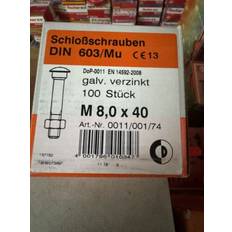 Schloßschrauben
DIN 603/Mu CE 13
DoP-0011 EN 14592-2008
galv. verzinkt
100 Stück
M 8,0 x 40
Art.-Nr. 0011/001/74